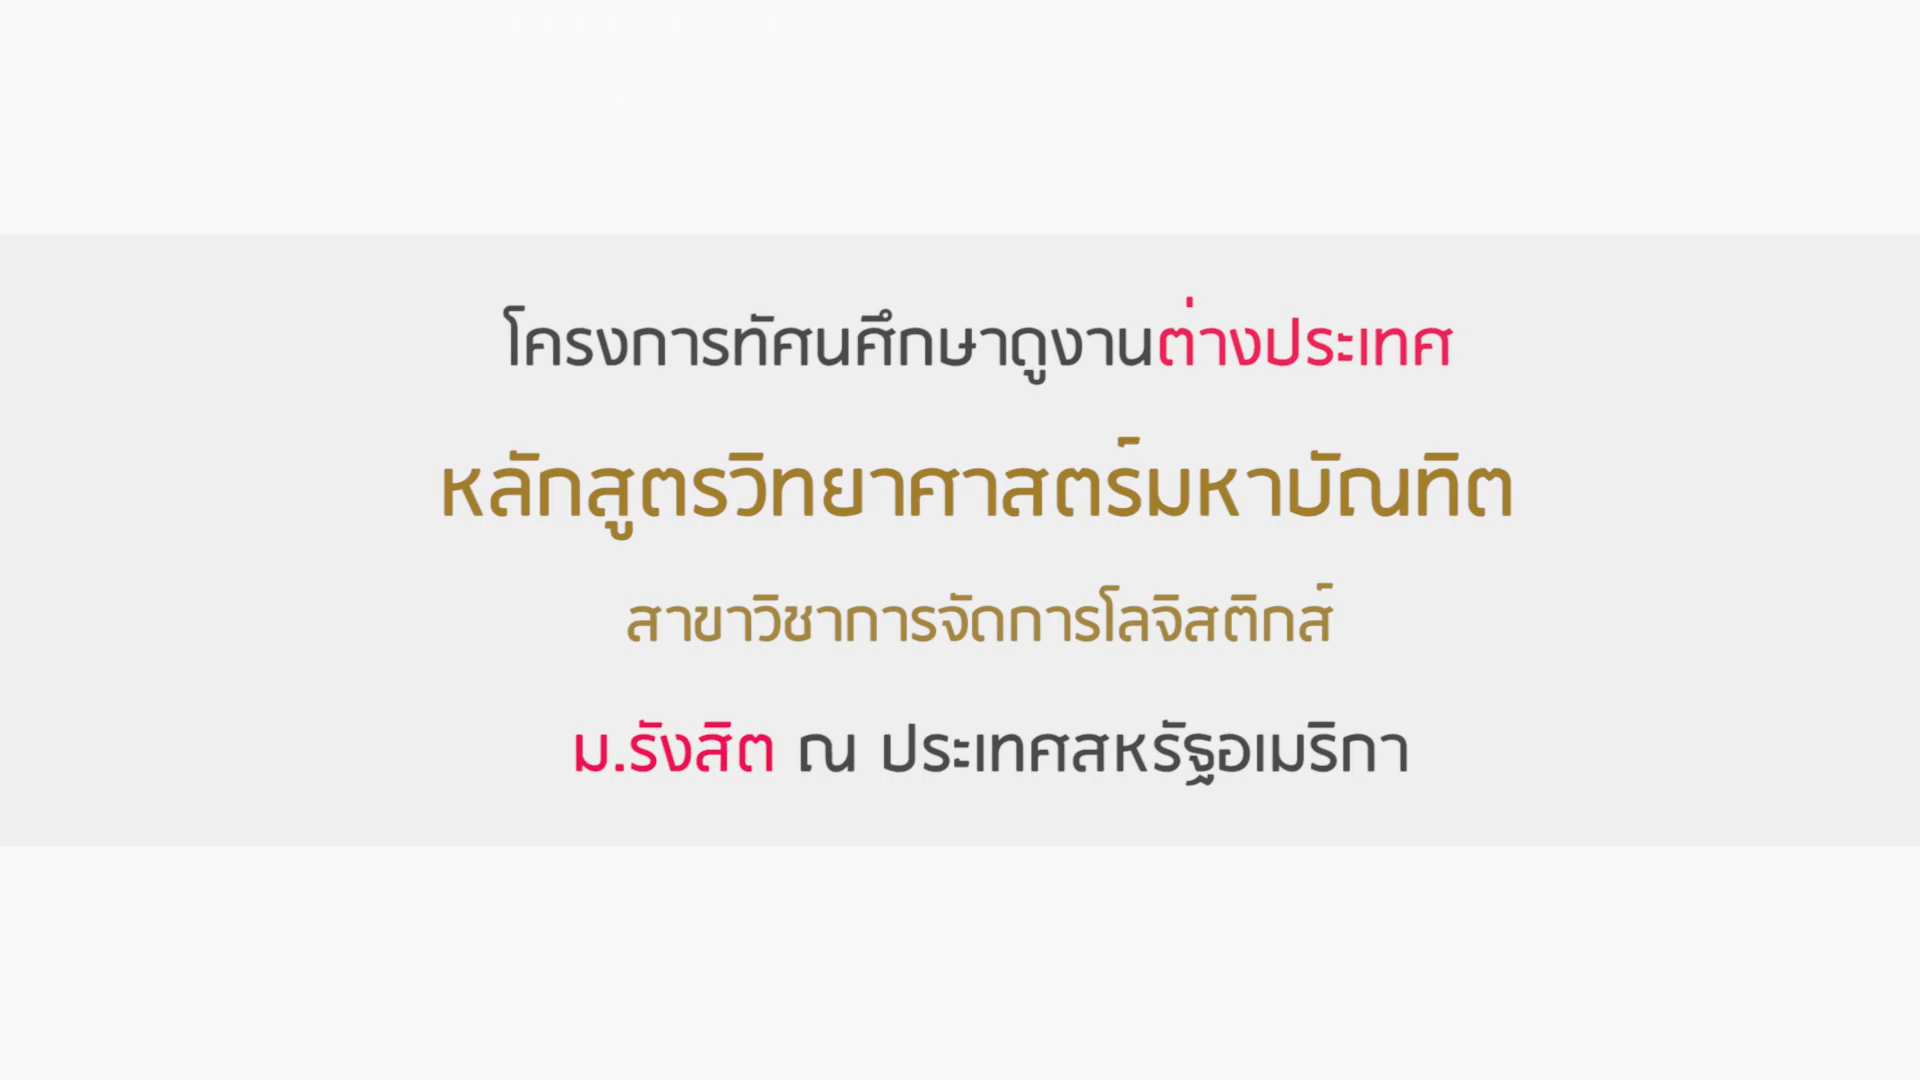 โครงการทัศนศึกษาดูงานต่างประเทศ
หลักสูตรวิทยาศาสตร์มหาบัณฑิต
สาขาวิชาการจัดการโลจิสติกส์
ม.รังสิต ณ ประเทศสหรัฐอเมริกา